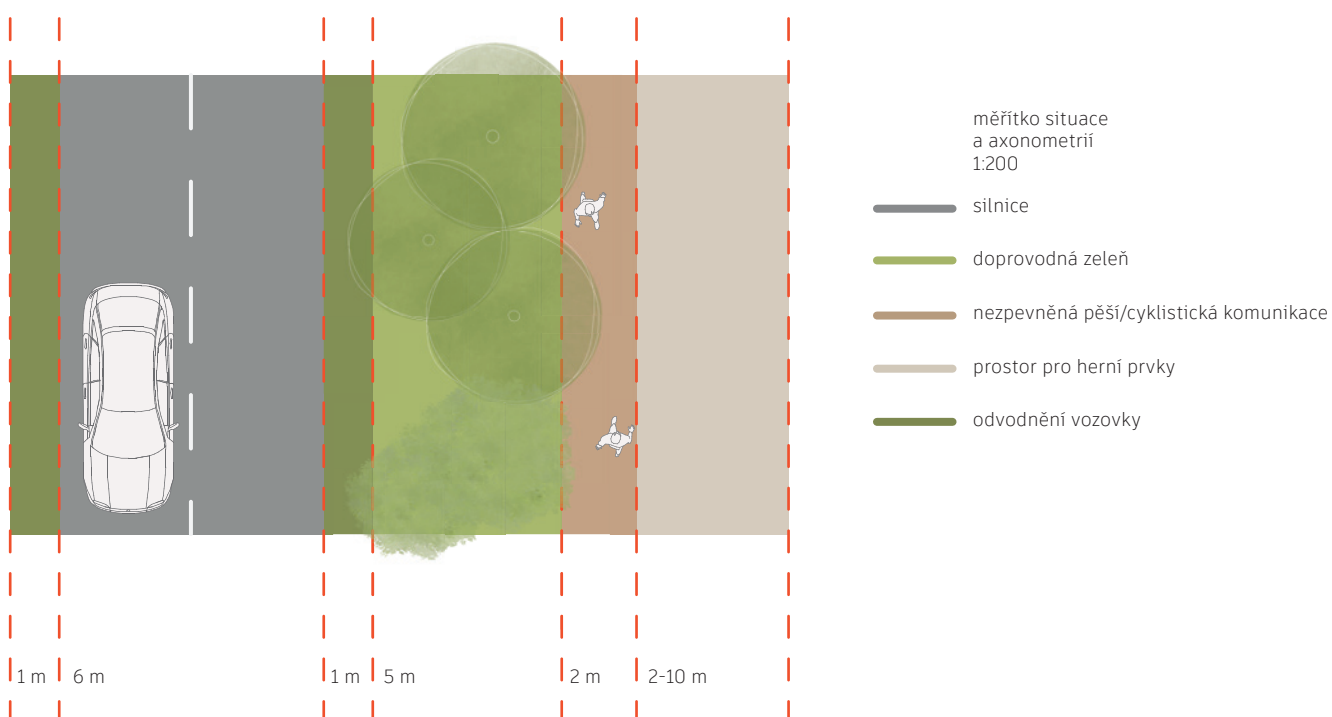 měřítko situace
a axonometrií
1:200
silnice
doprovodná zeleň
nezpevněná pěší/cyklistická komunikace
prostor pro herní prvky
odvodnění vozovky
1 m 6 m 1 m 5 m 2 m 2-10 m